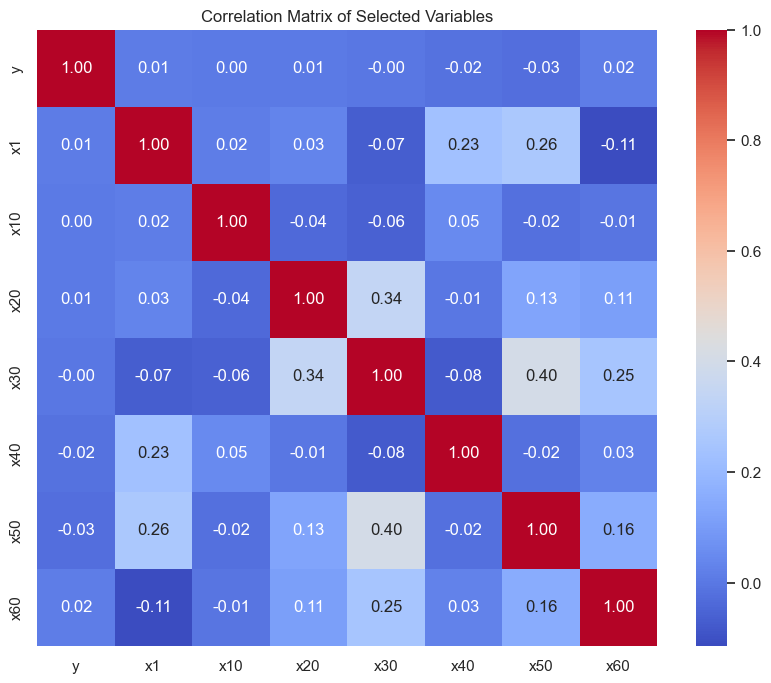 Correlation Matrix of Selected Variables
y 1.00 0.01 0.00 0.01 -0.00 -0.02 -0.03 0.02
x1 0.01 1.00 0.02 0.03 -0.07 0.23 0.26 -0.11
x10 0.00 0.02 1.00 -0.04 -0.06 0.05 -0.02 -0.01
x20 0.01 0.03 -0.04 1.00 0.34 -0.01 0.13 0.11
x30 -0.00 -0.07 -0.06 0.34 1.00 -0.08 0.40 0.25
x40 -0.02 0.23 0.05 -0.01 -0.08 1.00 -0.02 0.03
x50 -0.03 0.26 -0.02 0.13 0.40 -0.02 1.00 0.16
x60 0.02 -0.11 -0.01 0.11 0.25 0.03 0.16 1.00
y x1 x10 x20 x30 x40 x50 x60
1.0
0.8
0.6
0.4
0.2
0.0